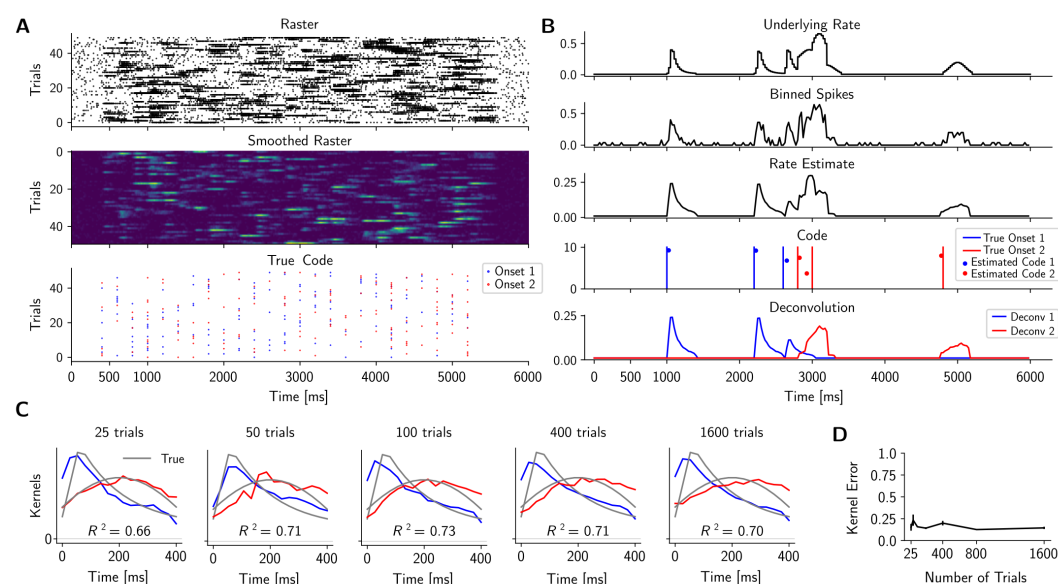 A
Raster
Trials
40
20
0
Smoothed Raster
Trials
0
20
40
True Code
Trials
40
20
0
Onset 1
Onset 2
0 500 1000 2000 3000 4000 5000 6000
Time [ms]
B
Underlying Rate
0.5
0.0
Binned Spikes
0.5
0.0
Rate Estimate
0.25
0.00
Code
10
5
0
True Onset 1
True Onset 2
Estimated Code 1
Estimated Code 2
Deconvolution
0.25
0.00
Deconv 1
Deconv 2
0 500 1000 2000 3000 4000 5000 6000
Time [ms]
C
25 trials 50 trials 100 trials 400 trials 1600 trials
True
Kernels
0
R² = 0.66 R² = 0.71 R² = 0.73 R² = 0.71 R² = 0.70
0 200 400 0 200 400 0 200 400 0 200 400 0 200 400
Time [ms] Time [ms] Time [ms] Time [ms] Time [ms]
D
Kernel Error
1.0
0.75
0.50
0.25
0
25 400 800 1600
Number of Trials